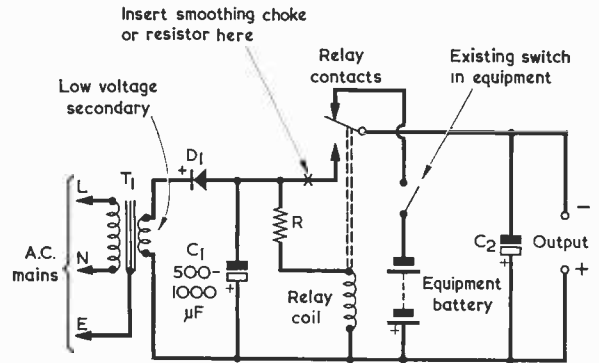 Insert smoothing choke
or resistor here
Relay
contacts
Existing switch
in equipment
Low voltage
secondary
D1
+
L
T1
N
E
A.C.
mains
C1
500-
1000
µF
+
R
Relay
coil
+
Equipment
battery
C2
+
−
Output
+